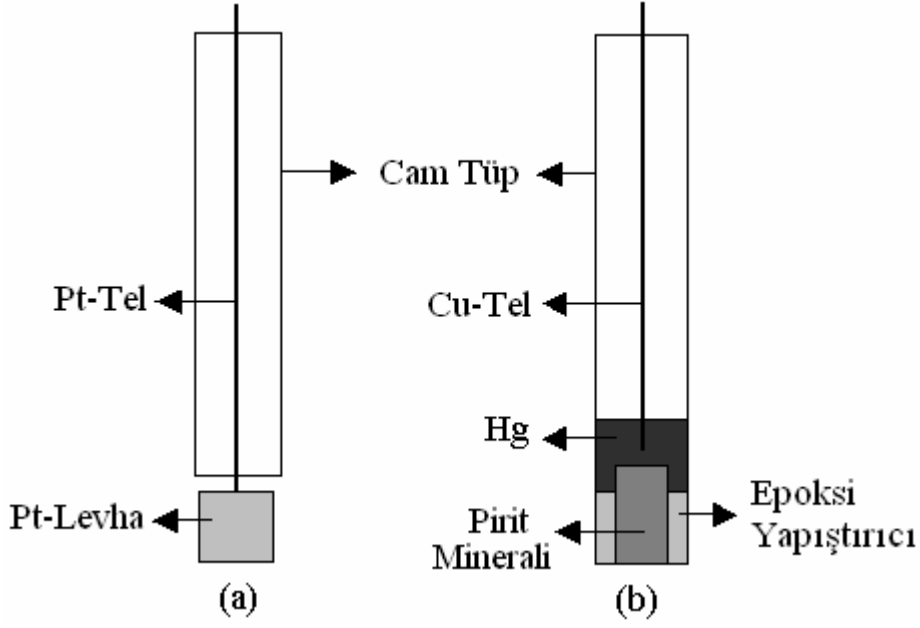 Cam Tüp
Pt-Tel
Cu-Tel
Hg
Pt-Levha
Pirit
Minerali
Epoksi
Yapıştırıcı
(a)
(b)